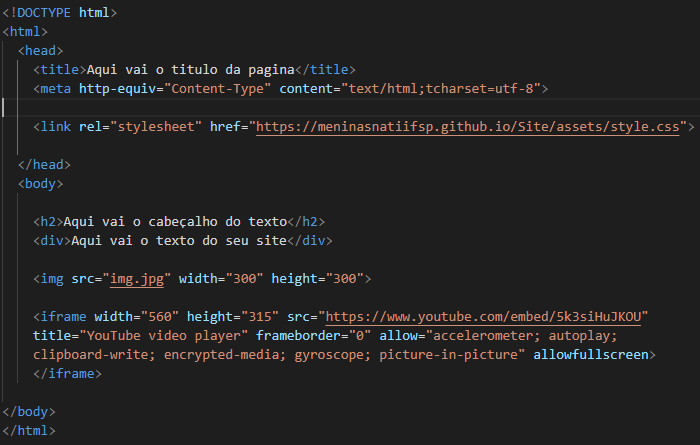 <!DOCTYPE html>
<html>
<head>
<title>Aqui vai o titulo da pagina</title>
<meta http-equiv="Content-Type" content="text/html;tcharset=utf-8">
<link rel="stylesheet" href="https://meninasnatiifsp.github.io/Site/assets/style.css">
</head>
<body>
<h2>Aqui vai o cabeçalho do texto</h2>
<div>Aqui vai o texto do seu site</div>
<img src="img.jpg" width="300" height="300">
<iframe width="560" height="315" src="https://www.youtube.com/embed/5k3siHuJKOU"
title="YouTube video player" frameborder="0" allow="accelerometer; autoplay;
clipboard-write; encrypted-media; gyroscope; picture-in-picture" allowfullscreen>
</iframe>
</body>
</html>